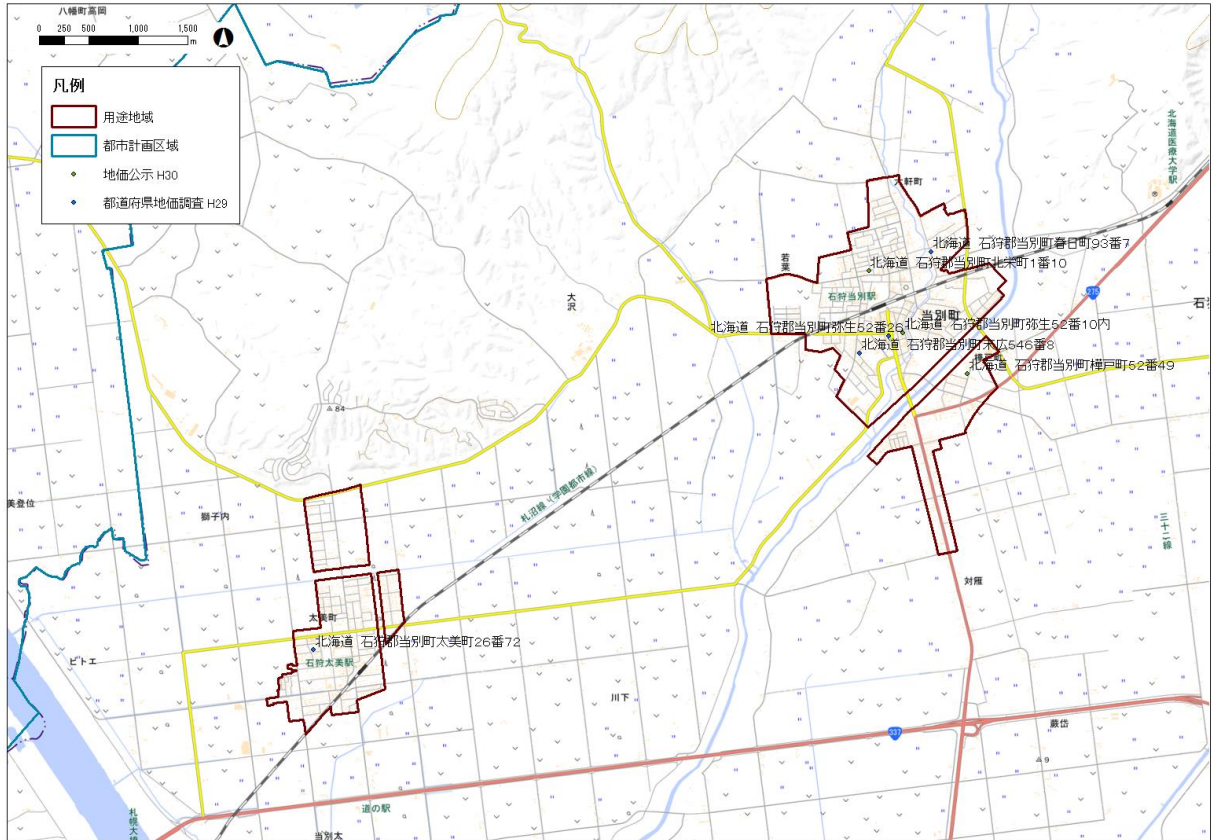 八幡町高岡
0 250 500 1,000 1,500
m
凡例
用途地域
都市計画区域
地価公示 H30
都道府県地価調査 H29
北海道医療大学駅
六軒町
北海道 石狩郡当別町春日町93番7
若葉
北海道 石狩郡当別町北栄町1番10
石狩当別駅
275
大沢
当別町
北海道 石狩郡当別町弥生52番26
北海道 石狩郡当別町弥生52番10内
北海道 石狩郡当別町末広546番8
北海道 石狩郡当別町樺戸町52番49
84
札沼線(学園都市線)
美登位
獅子内
三十二線
対雁
太美町
北海道 石狩郡当別町太美町26番72
石狩太美駅
ビトエ
川下
蕨岱
337
9
道の駅
札幌大橋
当別太